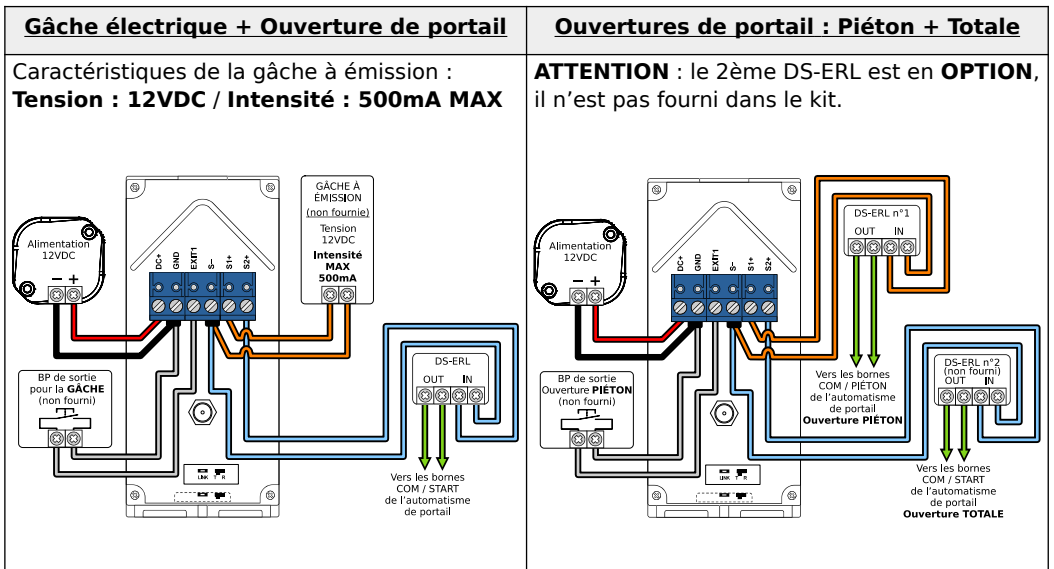 Gâche électrique + Ouverture de portail
Caractéristiques de la gâche à émission :
Tension : 12VDC / Intensité : 500mA MAX
Alimentation
12VDC
− +
DC+
GND
EXIT1
S−
S1+
S2+
GÂCHE À
ÉMISSION
(non fournie)
Tension
12VDC
Intensité
MAX
500mA
BP de sortie
pour la GÂCHE
(non fourni)
DS-ERL
OUT IN
Vers les bornes
COM / START
de l'automatisme
de portail
LINK T R
Ouvertures de portail : Piéton + Totale
ATTENTION : le 2ème DS-ERL est en OPTION,
il n'est pas fourni dans le kit.
Alimentation
12VDC
− +
DC+
GND
EXIT1
S−
S1+
S2+
DS-ERL n°1
OUT IN
Vers les bornes
COM / PIÉTON
de l'automatisme
de portail
Ouverture PIÉTON
BP de sortie
Ouverture PIÉTON
(non fourni)
DS-ERL n°2
(non fourni)
OUT IN
Vers les bornes
COM / START
de l'automatisme
de portail
Ouverture TOTALE
LINK T R